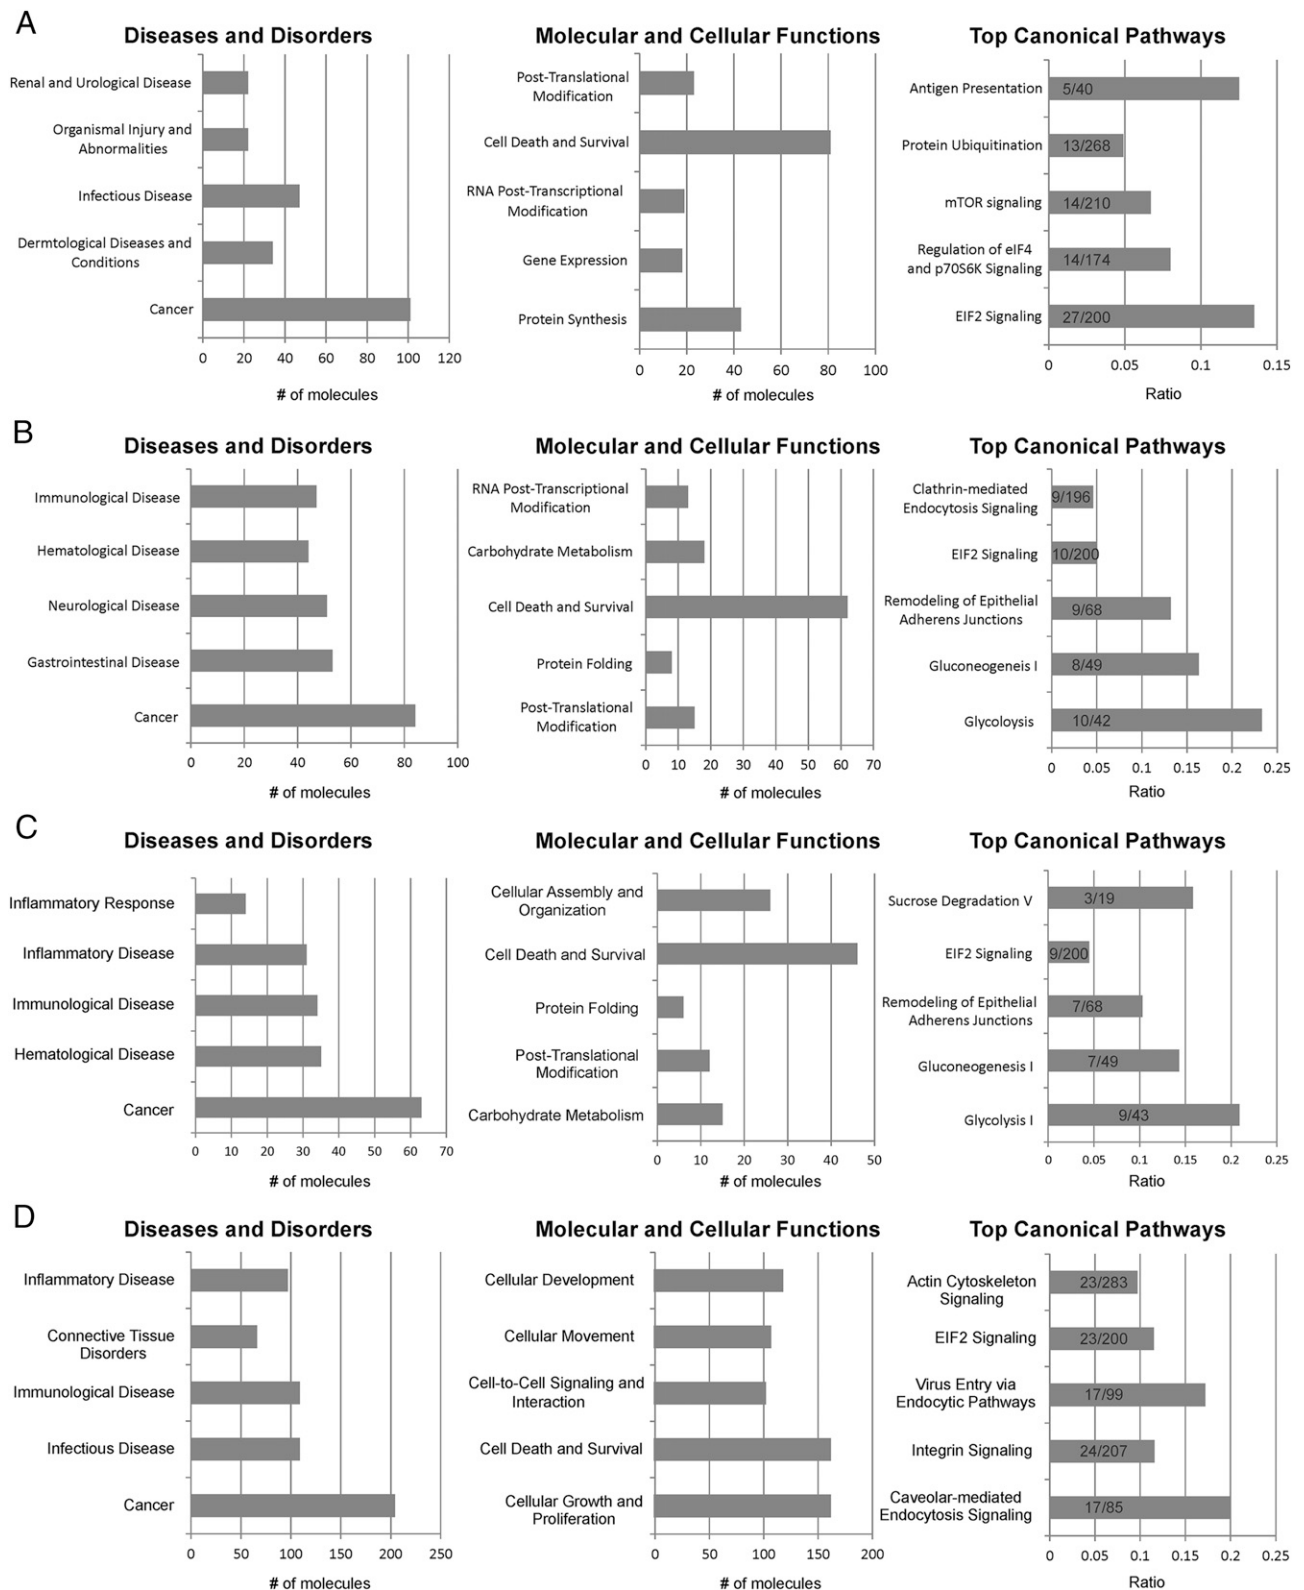 A
Diseases and Disorders
Renal and Urological Disease
Organismal Injury and
Abnormalities
Infectious Disease
Dermtological Diseases and
Conditions
Cancer
0 20 40 60 80 100 120
# of molecules
Molecular and Cellular Functions
Post-Translational
Modification
Cell Death and Survival
RNA Post-Transcriptional
Modification
Gene Expression
Protein Synthesis
0 20 40 60 80 100
# of molecules
Top Canonical Pathways
Antigen Presentation
5/40
Protein Ubiquitination
13/268
mTOR signaling
14/210
Regulation of eIF4
and p70S6K Signaling
14/174
EIF2 Signaling
27/200
0 0.05 0.1 0.15
Ratio
B
Diseases and Disorders
Immunological Disease
Hematological Disease
Neurological Disease
Gastrointestinal Disease
Cancer
0 20 40 60 80 100
# of molecules
Molecular and Cellular Functions
RNA Post-Transcriptional
Modification
Carbohydrate Metabolism
Cell Death and Survival
Protein Folding
Post-Translational
Modification
0 10 20 30 40 50 60 70
# of molecules
Top Canonical Pathways
Clathrin-mediated
Endocytosis Signaling
9/196
EIF2 Signaling
10/200
Remodeling of Epithelial
Adherens Junctions
9/68
Gluconeogeneis I
8/49
Glycoloysis
10/42
0 0.05 0.1 0.15 0.2 0.25
Ratio
C
Diseases and Disorders
Inflammatory Response
Inflammatory Disease
Immunological Disease
Hematological Disease
Cancer
0 10 20 30 40 50 60 70
# of molecules
Molecular and Cellular Functions
Cellular Assembly and
Organization
Cell Death and Survival
Protein Folding
Post-Translational
Modification
Carbohydrate Metabolism
0 10 20 30 40 50
# of molecules
Top Canonical Pathways
Sucrose Degradation V
3/19
EIF2 Signaling
9/200
Remodeling of Epithelial
Adherens Junctions
7/68
Gluconeogenesis I
7/49
Glycolysis I
9/43
0 0.05 0.1 0.15 0.2 0.25
Ratio
D
Diseases and Disorders
Inflammatory Disease
Connective Tissue
Disorders
Immunological Disease
Infectious Disease
Cancer
0 50 100 150 200 250
# of molecules
Molecular and Cellular Functions
Cellular Development
Cellular Movement
Cell-to-Cell Signaling and
Interaction
Cell Death and Survival
Cellular Growth and
Proliferation
0 50 100 150 200
# of molecules
Top Canonical Pathways
Actin Cytoskeleton
Signaling
23/283
EIF2 Signaling
23/200
Virus Entry via
Endocytic Pathways
17/99
Integrin Signaling
24/207
Caveolar-mediated
Endocytosis Signaling
17/85
0 0.05 0.1 0.15 0.2 0.25
Ratio